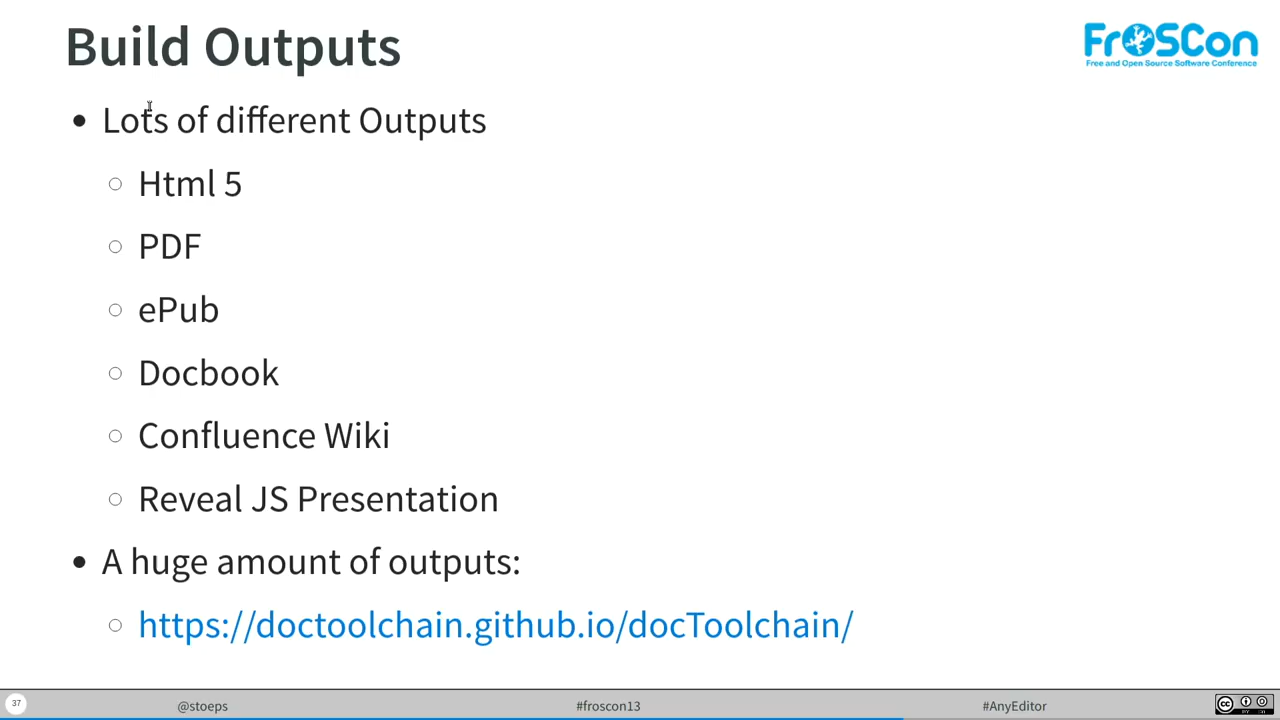 Build Outputs
FrOSCon
Free and Open Source Software Conference
• Lots of different Outputs
○ Html 5
○ PDF
○ ePub
○ Docbook
○ Confluence Wiki
○ Reveal JS Presentation
• A huge amount of outputs:
○ https://doctoolchain.github.io/docToolchain/
37
@stoeps
#froscon13
#AnyEditor
cc